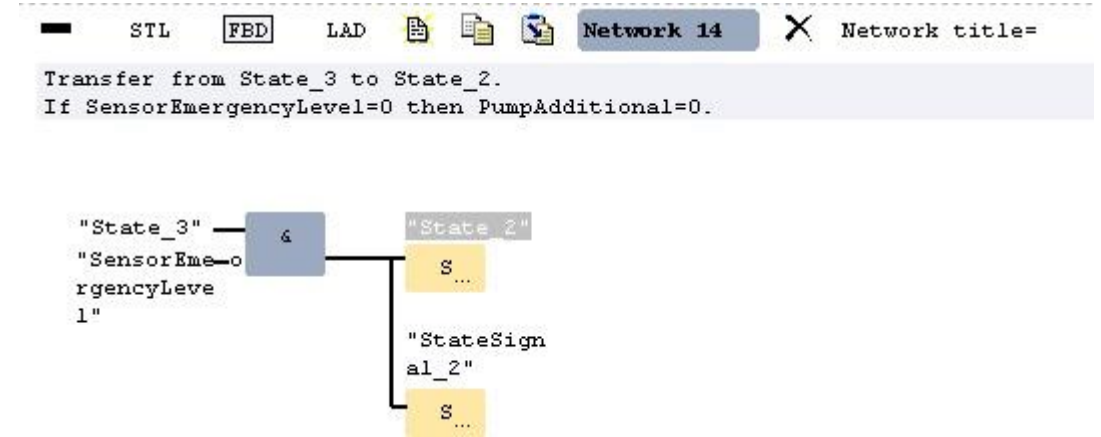 STL FBD LAD Network 14 Network title=
Transfer from State_3 to State_2.
If SensorEmergencyLevel=0 then PumpAdditional=0.
"State_3"
&
"State_2"
"SensorEme
rgencyLeve
l"
S...
"StateSign
al_2"
S...